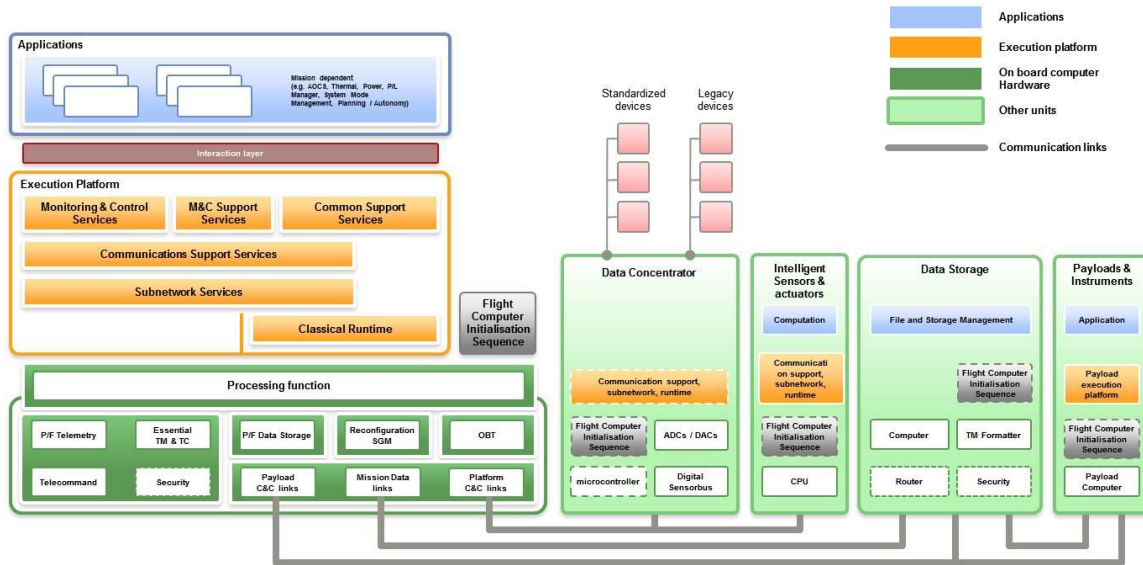 Applications
Execution platform
On board computer
Hardware
Other units
Communication links
Applications
Mission dependent
(e.g. AOCS, Thermal, Power, P/L
Manager, System Mode
Management, Planning / Autonomy)
Interaction layer
Execution Platform
Monitoring & Control
Services
M&C Support
Services
Common Support
Services
Communications Support Services
Subnetwork Services
Classical Runtime
Flight
Computer
Initialisation
Sequence
Processing function
P/F Telemetry
Essential
TM & TC
Telecommand
Security
P/F Data Storage
Reconfiguration
SGM
OBT
Payload
C&C links
Mission Data
links
Platform
C&C links
Standardized
devices
Legacy
devices
Data Concentrator
Communication support,
subnetwork, runtime
Flight Computer
Initialisation
Sequence
ADCs / DACs
microcontroller
Digital
Sensorbus
Intelligent
Sensors &
actuators
Computation
Communicati
on support,
subnetwork,
runtime
Flight Computer
Initialisation
Sequence
CPU
Data Storage
File and Storage Management
Flight Computer
Initialisation
Sequence
Computer
TM Formatter
Router
Security
Payloads &
Instruments
Application
Payload
execution
platform
Flight Computer
Initialisation
Sequence
Payload
Computer